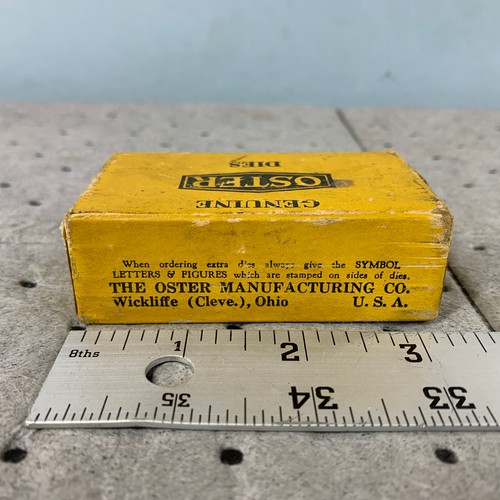 GENUINE
OSTER
DIES
When ordering extra dies always give the SYMBOL
LETTERS & FIGURES which are stamped on sides of dies.
THE OSTER MANUFACTURING CO.
Wickliffe (Cleve.), Ohio U. S. A.
8ths 1 2 3
35 34 33